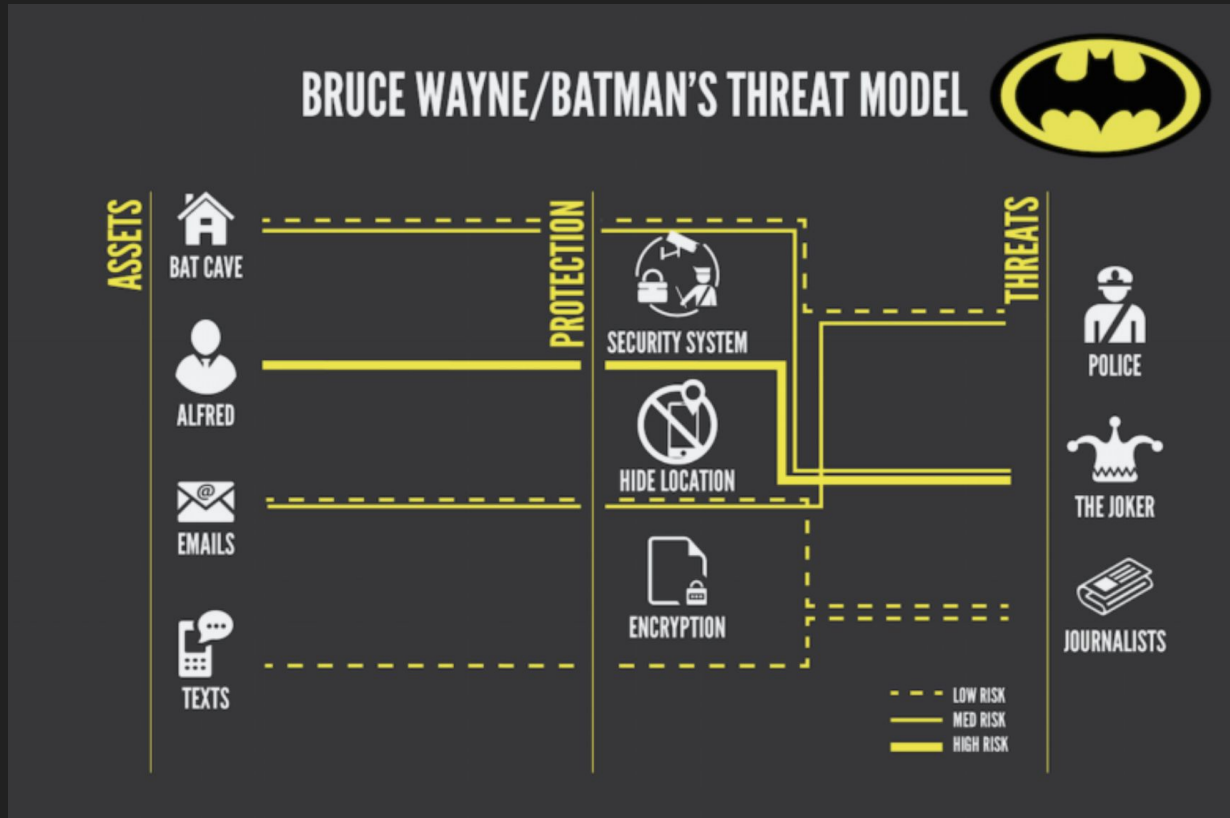 BRUCE WAYNE/BATMAN'S THREAT MODEL
ASSETS
BAT CAVE
ALFRED
EMAILS
@
TEXTS
PROTECTION
SECURITY SYSTEM
HIDE LOCATION
ENCRYPTION
THREATS
POLICE
THE JOKER
JOURNALISTS
LOW RISK
MED RISK
HIGH RISK